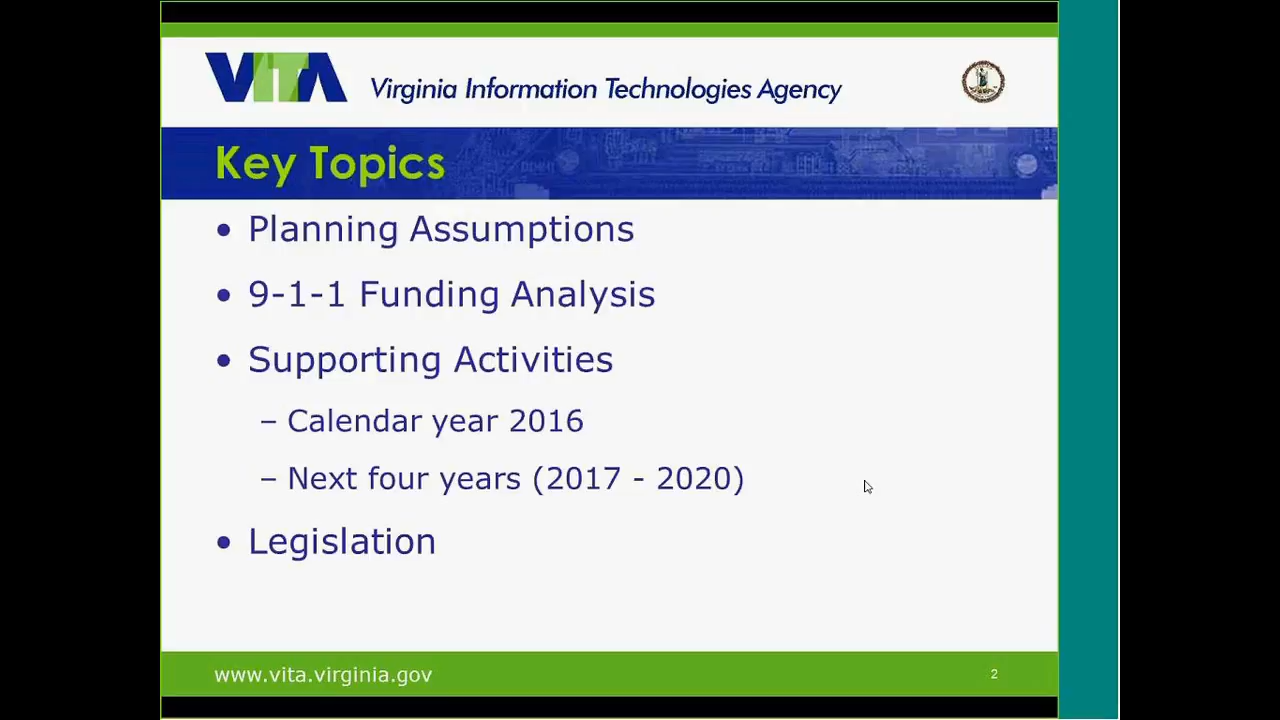 VITA Virginia Information Technologies Agency
Key Topics
• Planning Assumptions
• 9-1-1 Funding Analysis
• Supporting Activities
– Calendar year 2016
– Next four years (2017 - 2020)
• Legislation
www.vita.virginia.gov 2